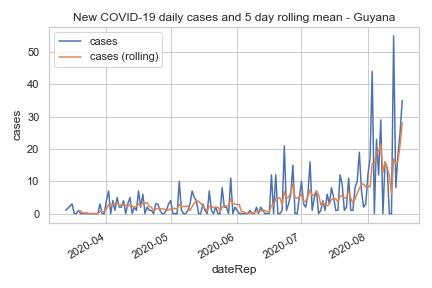 New COVID-19 daily cases and 5 day rolling mean - Guyana
cases
cases (rolling)
50
40
30
20
10
0
cases
2020-04
2020-05
2020-06
2020-07
2020-08
dateRep